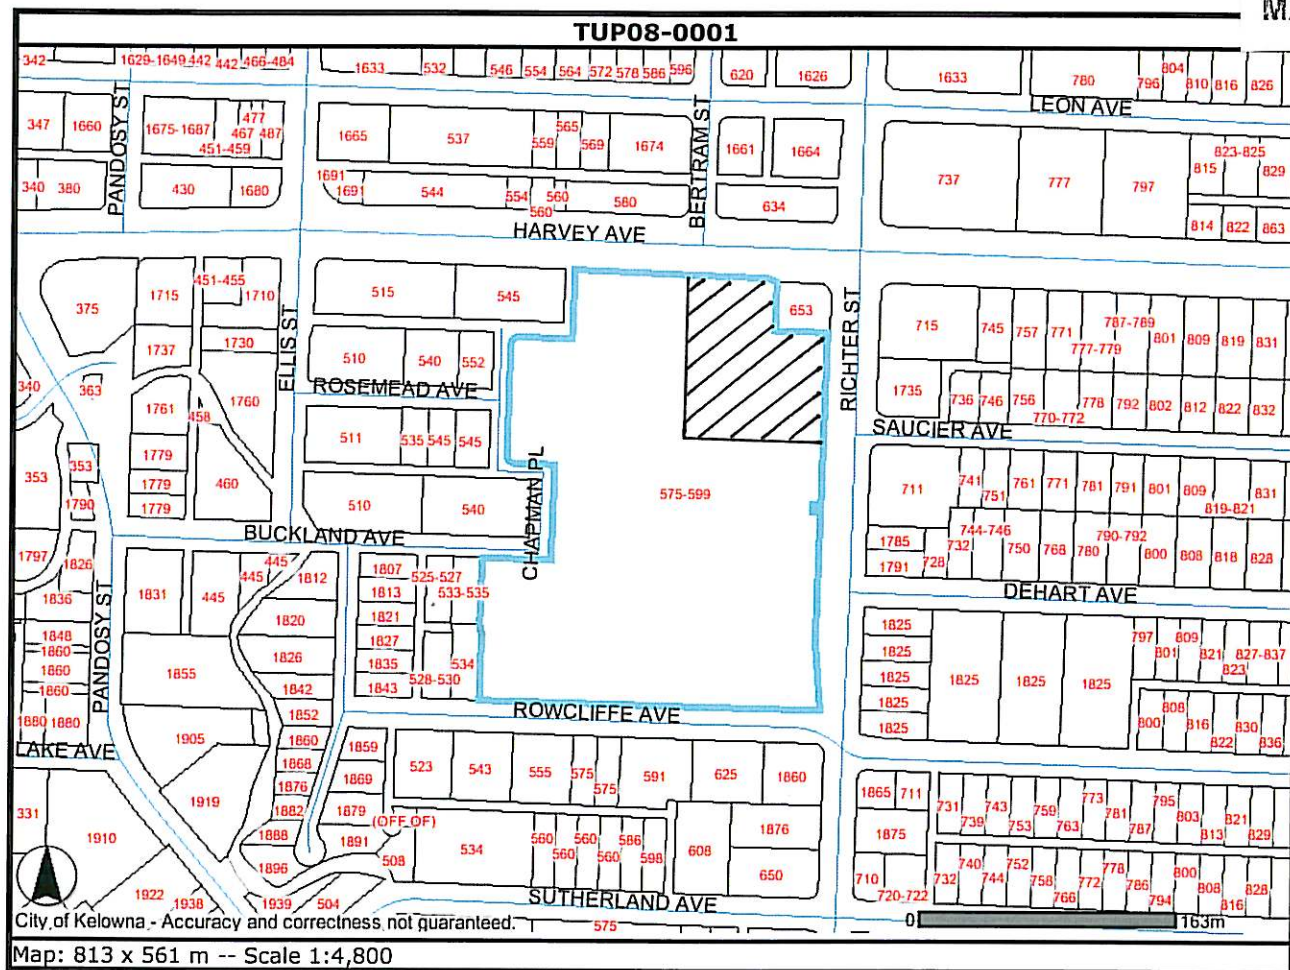 M
TUP08-0001
342 1629-1649 442 442 466-484 1633 532 546 554 564 572 578 586 596 620 1626 1633 780 796 804 810 816 826
LEON AVE
347 1660 PANDOSY ST 1675-1687 477 467 487 451-459 1665 537 559 565 569 1674 BERTRAM ST 1661 1664 737 777 797 815 823-825 829
340 380 430 1680 1691 1691 544 554 560 560 580 634 814 822 863
HARVEY AVE
375 1715 451-455 1710 515 545 653 RICHTER ST 715 745 757 771 777-779 787-789 801 809 819 831
1737 1730 ELLIS ST 510 540 552
340 363 ROSEMEAD AVE 1735 736 746 756 770-772 778 792 802 812 822 832
1761 458 1760
SAUCIER AVE
353 353 1779 1779 1779 460 511 535 545 545 CHAPMAN PL 575-599 711 741 751 761 771 781 791 801 809 819-821 831
1790 510 540
BUCKLAND AVE
1785 1791 728 732 744-746 750 768 780 790-792 800 808 818 828
1797 1826 445 445 1812 1807 525-527
DEHART AVE
1836 PANDOSY ST 1831 445 1820 1813 533-535 1821
1848 1860 1860 1860 1855 1826 1827 1835 534 528-530 1825 1825 1825 1825 1825 1825 1825 1825 797 801 809 821 823 827-837
1880 1880 1842 1843 1852
ROWCLIFFE AVE
800 808 816 822 830 836
LAKE AVE
1905 1860 1868 1876 1882 1859 1869 1879 523 543 555 575 575 591 625 1860
331 1910 1919 1888 1896 1891 (OFF OF) 508 534 560 560 560 560 586 598 608 1876 650
1865 711 1875 731 739 743 753 759 763 773 781 787 795 803 813 821 829
710 720-722 732 740 744 752 758 766 772 778 786 794 800 808 816 828
1922 1938 1939 504
SUTHERLAND AVE
575
City of Kelowna - Accuracy and correctness not guaranteed.
0 163m
Map: 813 x 561 m -- Scale 1:4,800